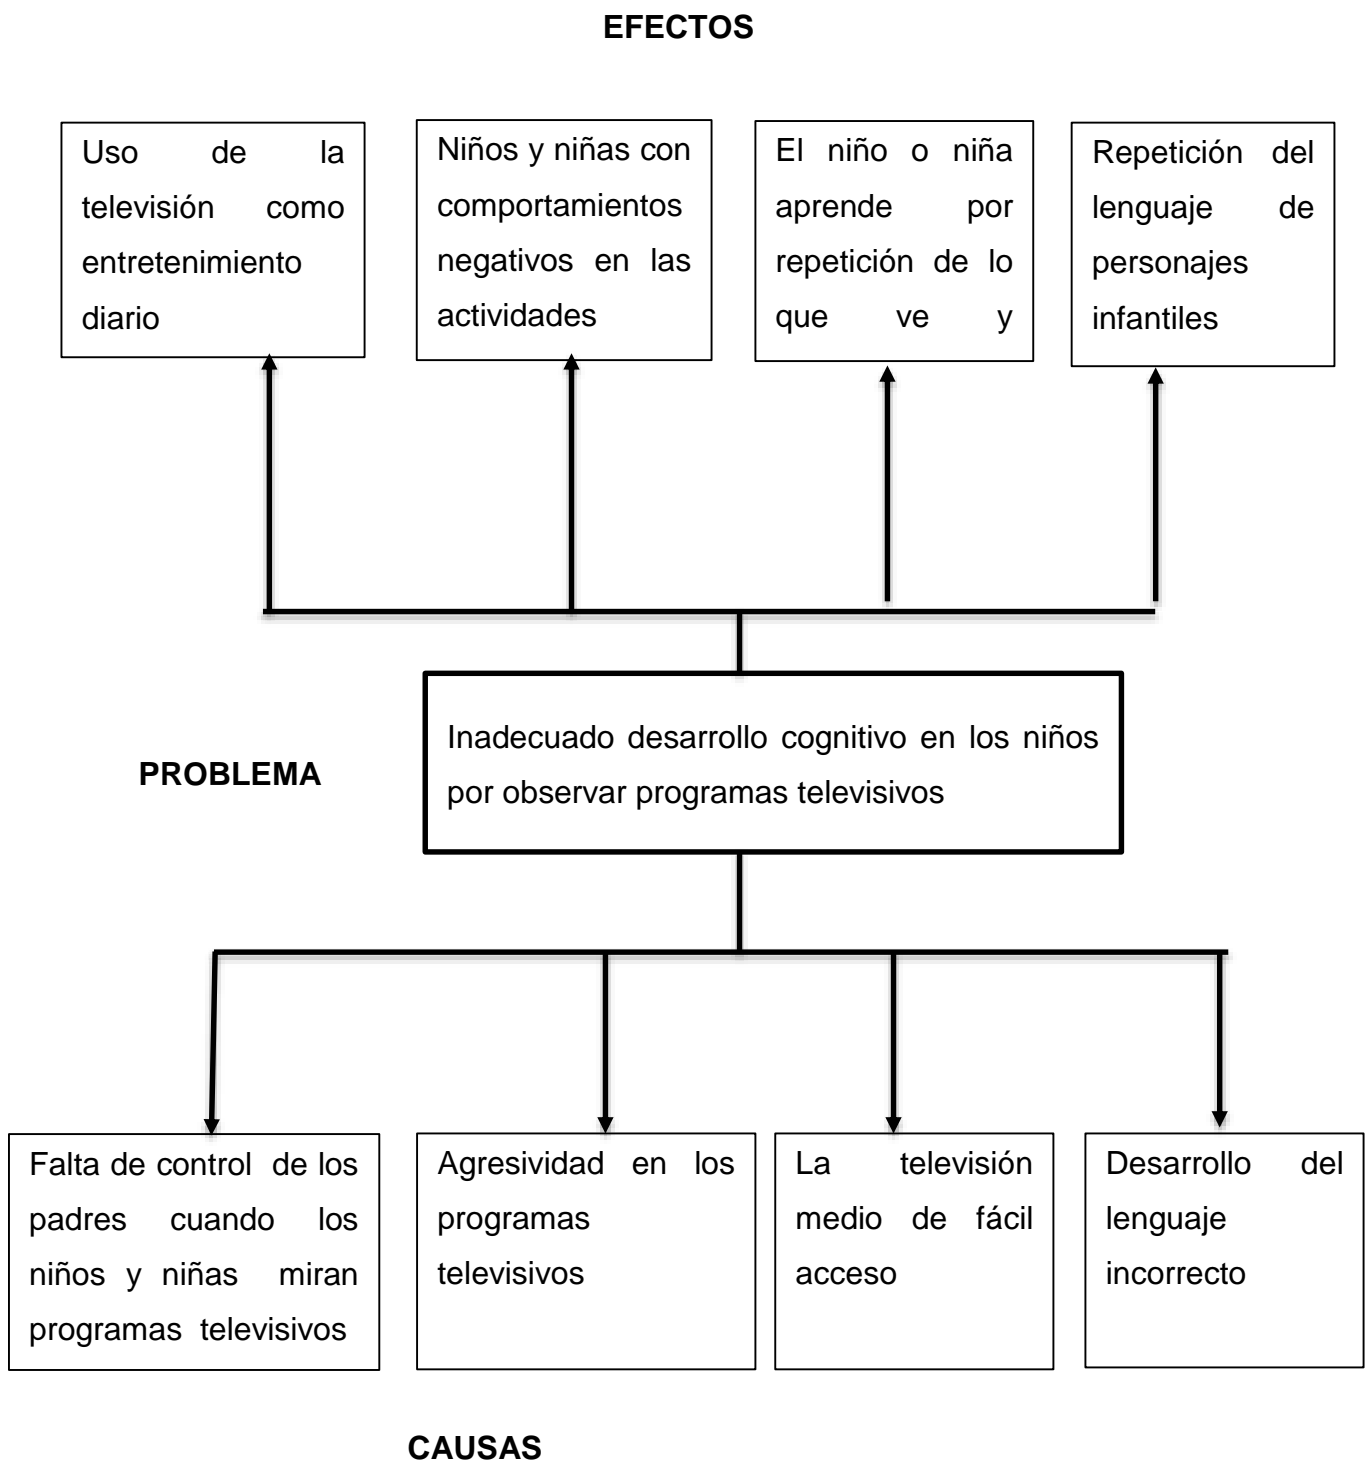 EFECTOS
Uso de la
televisión como
entretenimiento
diario
Niños y niñas con
comportamientos
negativos en las
actividades
El niño o niña
aprende por
repetición de lo
que ve y
Repetición del
lenguaje de
personajes
infantiles
PROBLEMA
Inadecuado desarrollo cognitivo en los niños
por observar programas televisivos
Falta de control de los
padres cuando los
niños y niñas miran
programas televisivos
Agresividad en los
programas
televisivos
La televisión
medio de fácil
acceso
Desarrollo del
lenguaje
incorrecto
CAUSAS